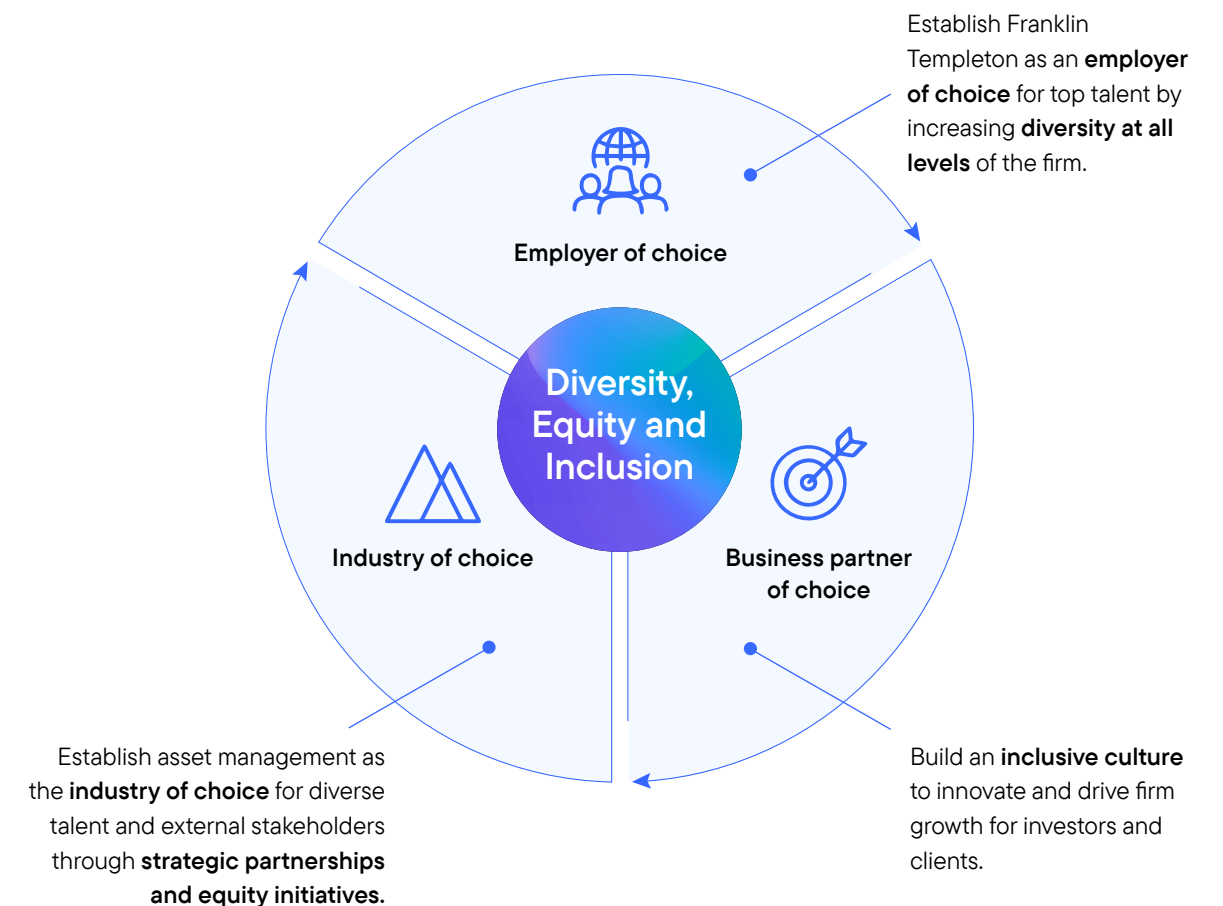 Establish Franklin
Templeton as an employer
of choice for top talent by
increasing diversity at all
levels of the firm.
Employer of choice
Diversity,
Equity and
Inclusion
Industry of choice
Business partner
of choice
Establish asset management as
the industry of choice for diverse
talent and external stakeholders
through strategic partnerships
and equity initiatives.
Build an inclusive culture
to innovate and drive firm
growth for investors and
clients.